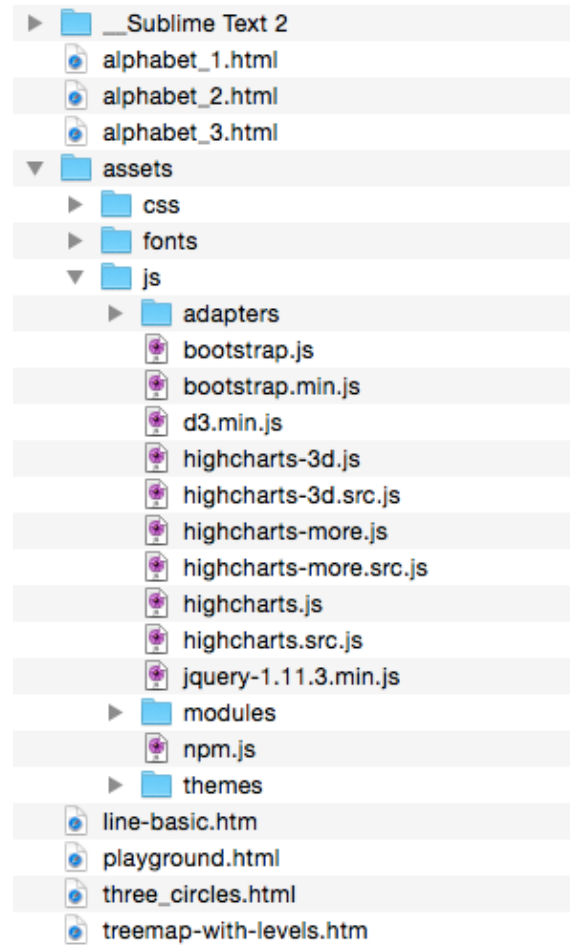 __Sublime Text 2
alphabet_1.html
alphabet_2.html
alphabet_3.html
assets
css
fonts
js
adapters
bootstrap.js
bootstrap.min.js
d3.min.js
highcharts-3d.js
highcharts-3d.src.js
highcharts-more.js
highcharts-more.src.js
highcharts.js
highcharts.src.js
jquery-1.11.3.min.js
modules
npm.js
themes
line-basic.htm
playground.html
three_circles.html
treemap-with-levels.htm